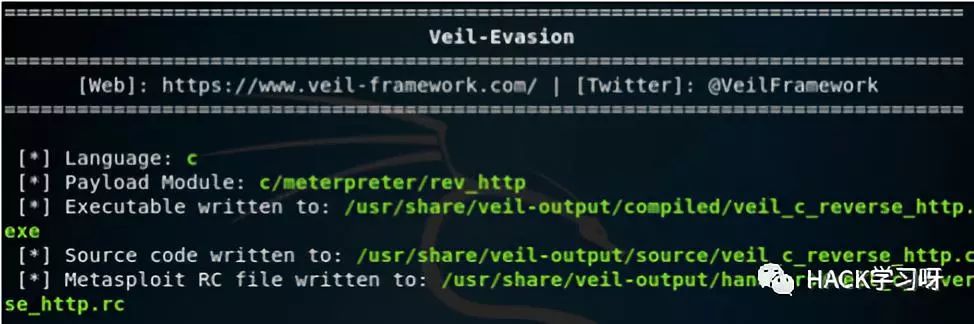 ==========================================================================
Veil-Evasion
==========================================================================
[Web]: https://www.veil-framework.com/ | [Twitter]: @VeilFramework
==========================================================================
[*] Language: c
[*] Payload Module: c/meterpreter/rev_http
[*] Executable written to: /usr/share/veil-output/compiled/veil_c_reverse_http.
exe
[*] Source code written to: /usr/share/veil-output/source/veil_c_reverse_http.c
[*] Metasploit RC file written to: /usr/share/veil-output/han
se_http.rc
HACK学习呀